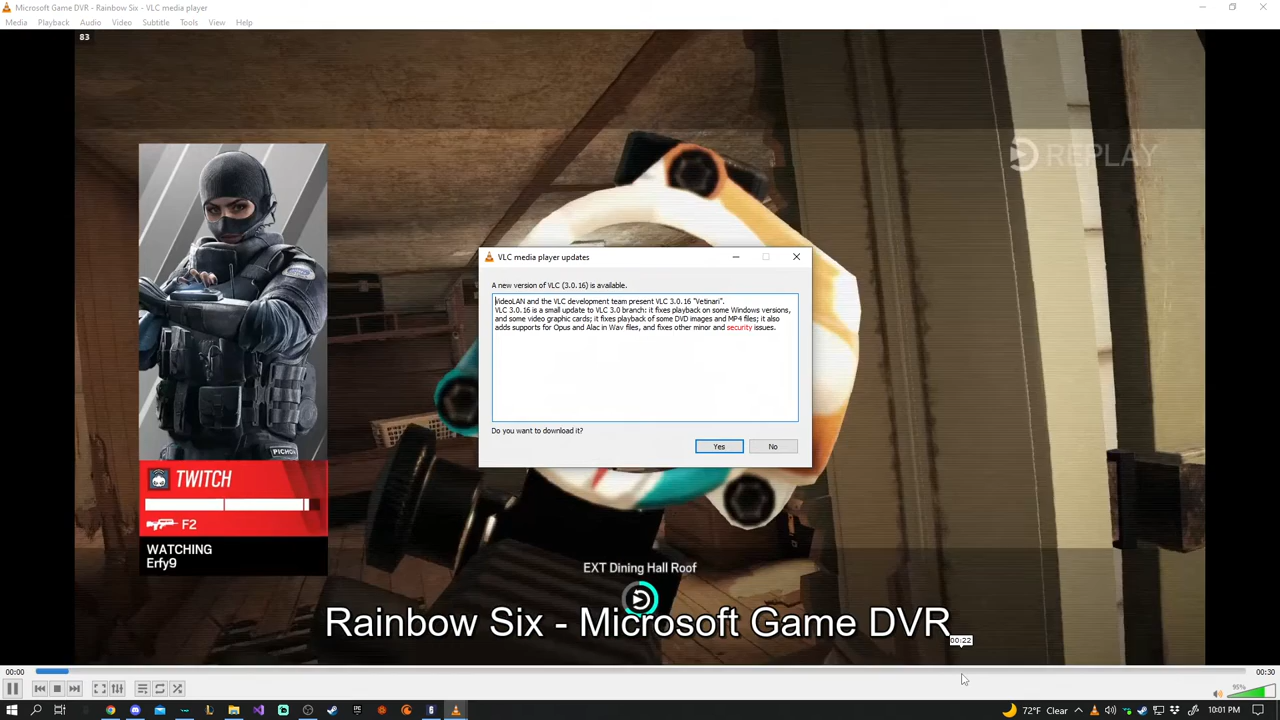 Microsoft Game DVR - Rainbow Six - VLC media player
Media Playback Audio Video Subtitle Tools View Help
83
REPLAY
VLC media player updates
A new version of VLC (3.0.16) is available.
VideoLAN and the VLC development team present VLC 3.0.16 "Vetinari".
VLC 3.0.16 is a small update to VLC 3.0 branch: it fixes playback on some Windows versions,
and some video graphic cards; it fixes playback of some DVD images and MP4 files; it also
adds supports for Opus and Alac in Wav files, and fixes other minor and security issues.
Do you want to download it?
Yes No
PICHON
TWITCH
F2
WATCHING
Erfy9
EXT Dining Hall Roof
Rainbow Six - Microsoft Game DVR
00:22
00:00 00:30
95%
72°F Clear 10:01 PM